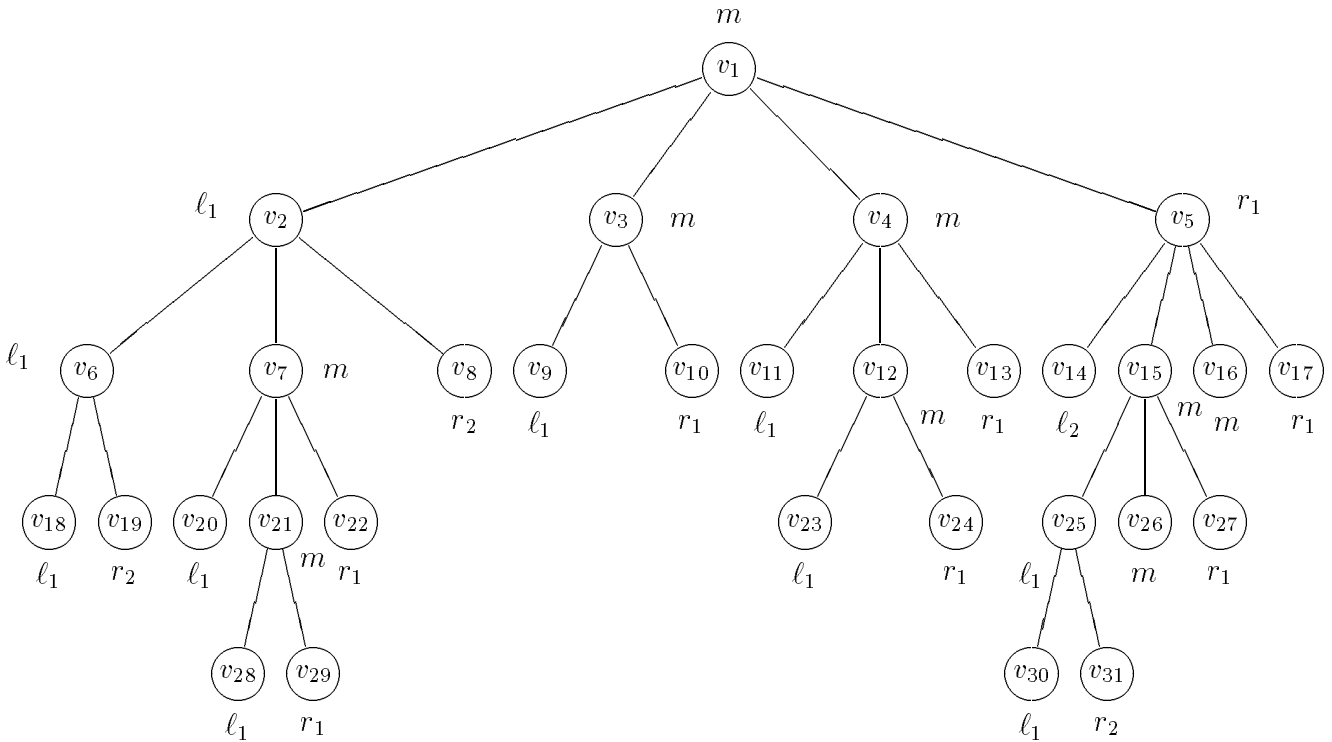 m
v₁
ℓ₁ v₂ v₃ m v₄ m v₅ r₁
ℓ₁ v₆ v₇ m v₈ v₉ v₁₀ v₁₁ v₁₂ v₁₃ v₁₄ v₁₅ v₁₆ v₁₇
r₂ ℓ₁ r₁ ℓ₁ m r₁ ℓ₂ m m r₁
v₁₈ v₁₉ v₂₀ v₂₁ v₂₂ v₂₃ v₂₄ v₂₅ v₂₆ v₂₇
ℓ₁ r₂ ℓ₁ m r₁ ℓ₁ r₁ ℓ₁ m r₁
v₂₈ v₂₉ v₃₀ v₃₁
ℓ₁ r₁ ℓ₁ r₂